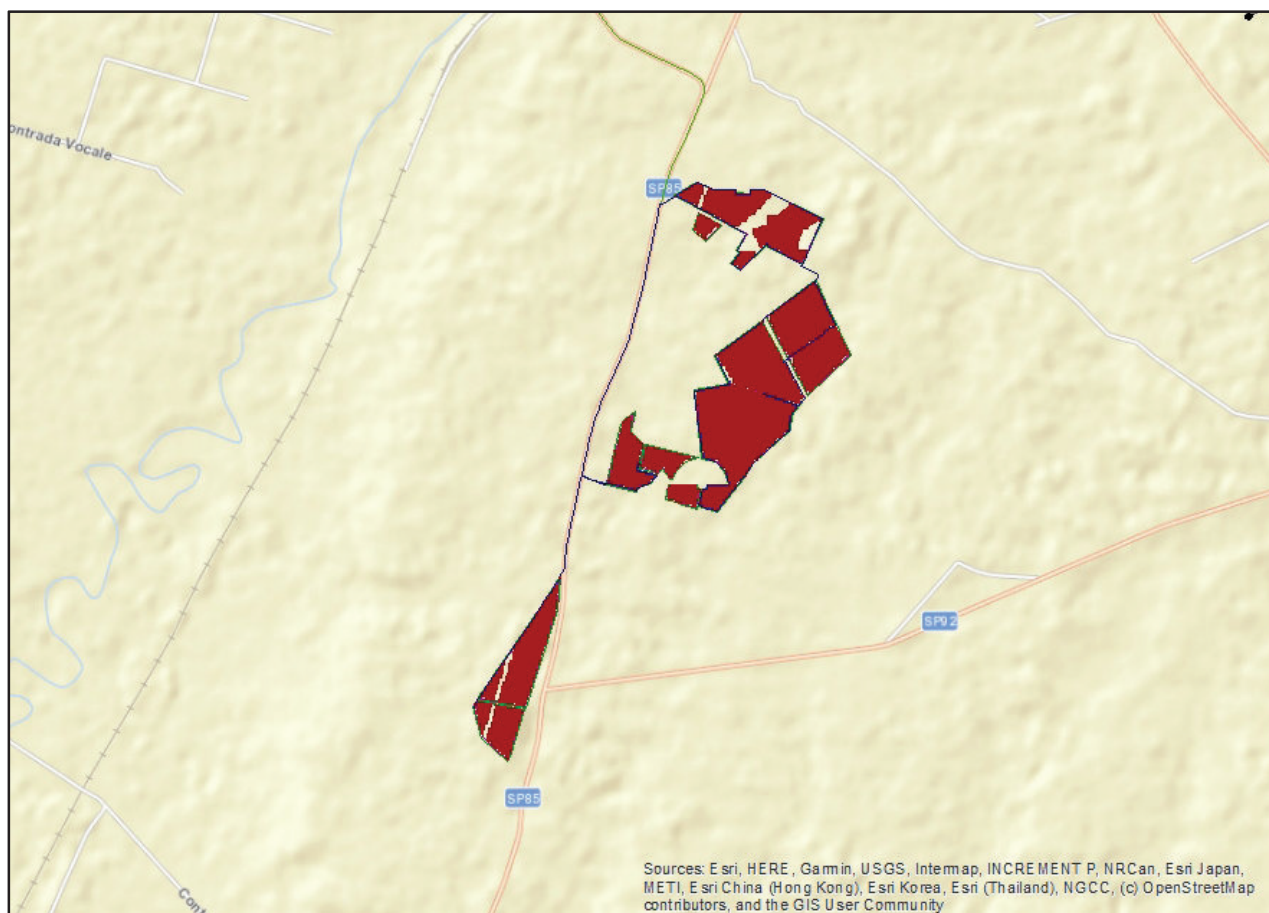 ontrada Vocale
SP85
SP92
SP85
Cont
Sources: Esri, HERE, Garmin, USGS, Intermap, INCREMENT P, NRCan, Esri Japan,
METI, Esri China (Hong Kong), Esri Korea, Esri (Thailand), NGCC, (c) OpenStreetMap
contributors, and the GIS User Community